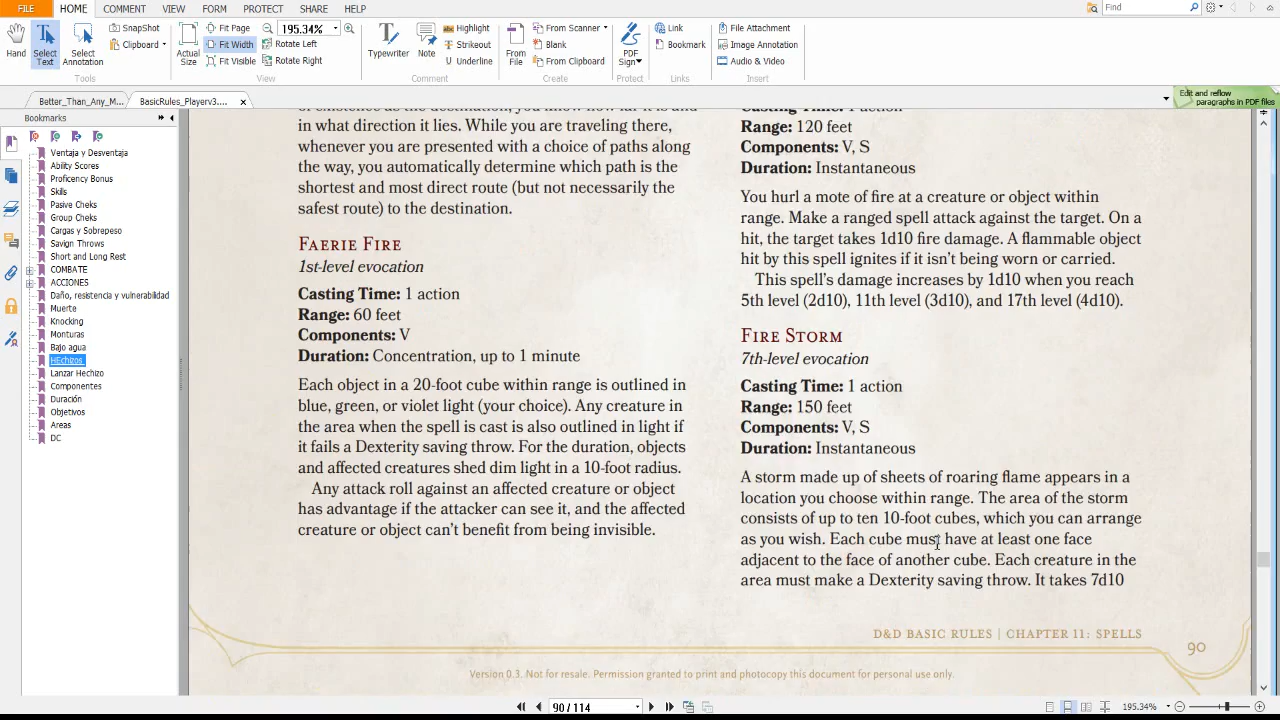 FILE HOME COMMENT VIEW FORM PROTECT SHARE HELP
Find
Hand
Select Text
Select Annotation
SnapShot
Clipboard
Tools
Actual Size
Fit Page
Fit Width
Fit Visible
195.34%
Rotate Left
Rotate Right
View
Typewriter
Note
Highlight
Strikeout
Underline
Comment
From File
From Scanner
Blank
From Clipboard
Create
PDF Sign
Protect
Link
Bookmark
Links
File Attachment
Image Annotation
Audio & Video
Insert
Better_Than_Any_M...
BasicRules_Playerv3....
Edit and reflow
paragraphs in PDF files
Bookmarks
Ventaja y Desventaja
Ability Scores
Proficency Bonus
Skills
Pasive Cheks
Group Cheks
Cargas y Sobrepeso
Savign Throws
Short and Long Rest
COMBATE
ACCIONES
Daño, resistencia y vulnerabilidad
Muerte
Knocking
Monturas
Bajo agua
HEchizos
Lanzar Hechizo
Componentes
Duración
Objetivos
Areas
DC
in what direction it lies. While you are traveling there,
whenever you are presented with a choice of paths along
the way, you automatically determine which path is the
shortest and most direct route (but not necessarily the
safest route) to the destination.
Faerie Fire
1st-level evocation
Casting Time: 1 action
Range: 60 feet
Components: V
Duration: Concentration, up to 1 minute
Each object in a 20-foot cube within range is outlined in
blue, green, or violet light (your choice). Any creature in
the area when the spell is cast is also outlined in light if
it fails a Dexterity saving throw. For the duration, objects
and affected creatures shed dim light in a 10-foot radius.
Any attack roll against an affected creature or object
has advantage if the attacker can see it, and the affected
creature or object can't benefit from being invisible.
Casting Time: 1 action
Range: 120 feet
Components: V, S
Duration: Instantaneous
You hurl a mote of fire at a creature or object within
range. Make a ranged spell attack against the target. On a
hit, the target takes 1d10 fire damage. A flammable object
hit by this spell ignites if it isn't being worn or carried.
This spell's damage increases by 1d10 when you reach
5th level (2d10), 11th level (3d10), and 17th level (4d10).
Fire Storm
7th-level evocation
Casting Time: 1 action
Range: 150 feet
Components: V, S
Duration: Instantaneous
A storm made up of sheets of roaring flame appears in a
location you choose within range. The area of the storm
consists of up to ten 10-foot cubes, which you can arrange
as you wish. Each cube must have at least one face
adjacent to the face of another cube. Each creature in the
area must make a Dexterity saving throw. It takes 7d10
D&D Basic Rules | Chapter 11: Spells
90
Version 0.3. Not for resale. Permission granted to print and photocopy this document for personal use only.
90 / 114
195.34%